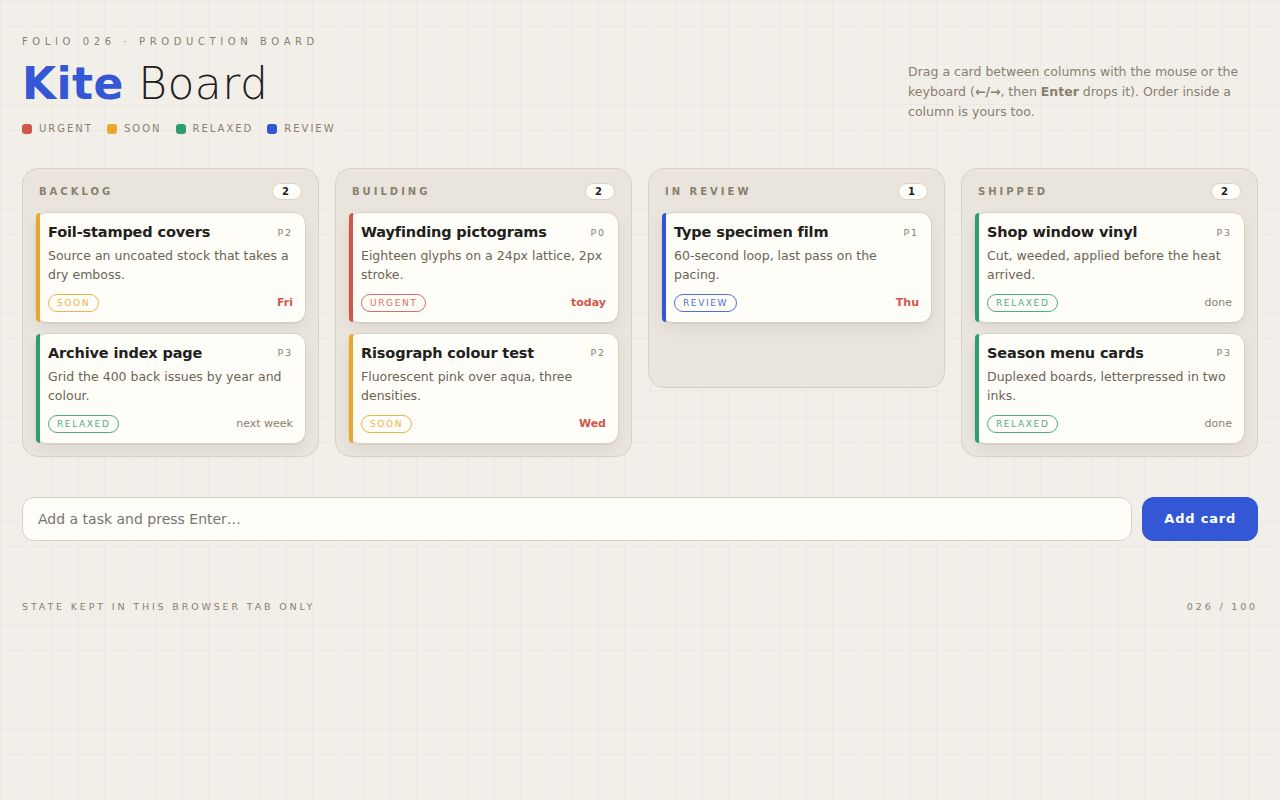 FOLIO 026 · PRODUCTION BOARD
Kite Board
URGENT SOON RELAXED REVIEW
Drag a card between columns with the mouse or the
keyboard (←/→, then Enter drops it). Order inside a
column is yours too.
BACKLOG 2
Foil-stamped covers P2
Source an uncoated stock that takes a
dry emboss.
SOON Fri
Archive index page P3
Grid the 400 back issues by year and
colour.
RELAXED next week
BUILDING 2
Wayfinding pictograms P0
Eighteen glyphs on a 24px lattice, 2px
stroke.
URGENT today
Risograph colour test P2
Fluorescent pink over aqua, three
densities.
SOON Wed
IN REVIEW 1
Type specimen film P1
60-second loop, last pass on the
pacing.
REVIEW Thu
SHIPPED 2
Shop window vinyl P3
Cut, weeded, applied before the heat
arrived.
RELAXED done
Season menu cards P3
Duplexed boards, letterpressed in two
inks.
RELAXED done
Add a task and press Enter…
Add card
STATE KEPT IN THIS BROWSER TAB ONLY
026 / 100